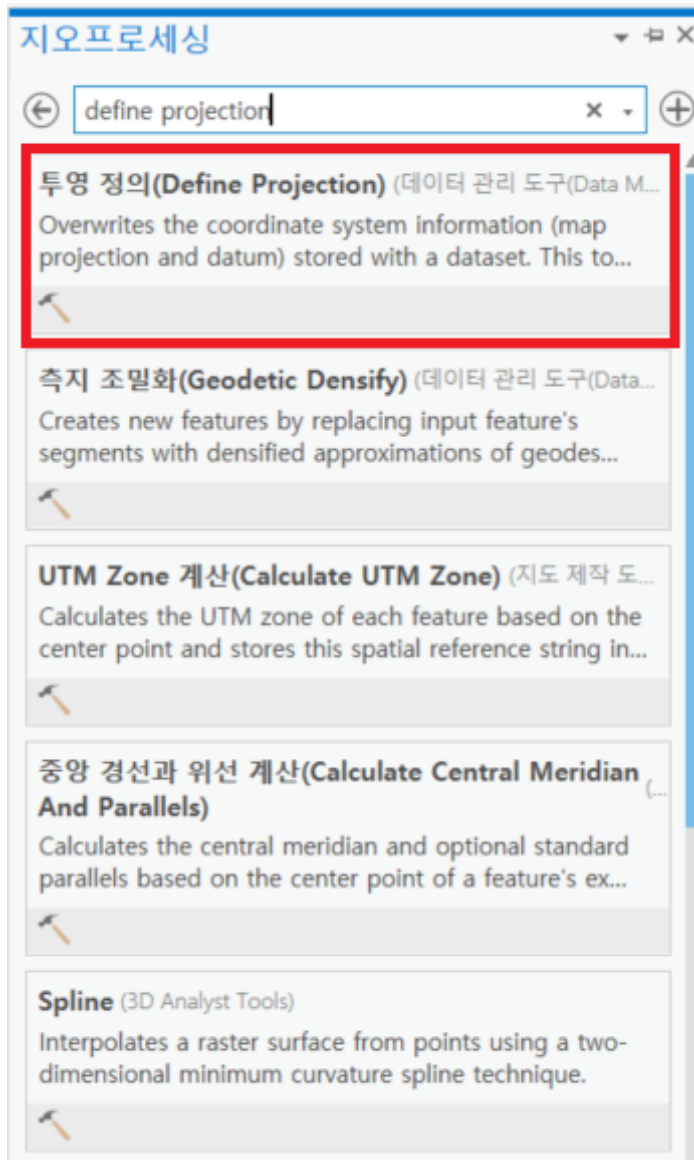 지오프로세싱
define projection
투영 정의(Define Projection) (데이터 관리 도구(Data M...
Overwrites the coordinate system information (map
projection and datum) stored with a dataset. This to...
측지 조밀화(Geodetic Densify) (데이터 관리 도구(Data...
Creates new features by replacing input feature's
segments with densified approximations of geodes...
UTM Zone 계산(Calculate UTM Zone) (지도 제작 도...
Calculates the UTM zone of each feature based on the
center point and stores this spatial reference string in...
중앙 경선과 위선 계산(Calculate Central Meridian (...
And Parallels)
Calculates the central meridian and optional standard
parallels based on the center point of a feature's ex...
Spline (3D Analyst Tools)
Interpolates a raster surface from points using a two-
dimensional minimum curvature spline technique.